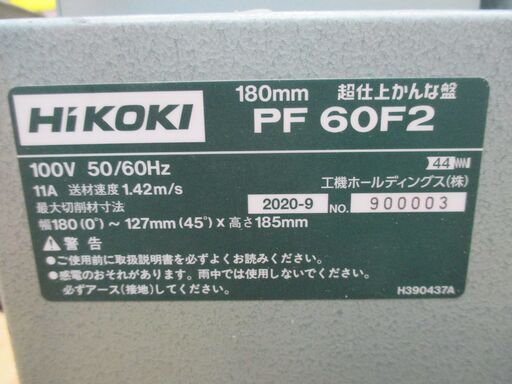 HiKOKI
180mm 超仕上かんな盤
PF 60F2
100V 50/60Hz
44
11A 送材速度 1.42m/s
工機ホールディングス(株)
最大切削材寸法
2020-9 NO. 900003
幅180(0°)～127mm(45°)x高さ185mm
⚠警告
●ご使用前に取扱説明書を必ずよくお読みください。
●感電のおそれがあります。雨中では使用しないでください。
必ずアース(接地)してください。
H390437A